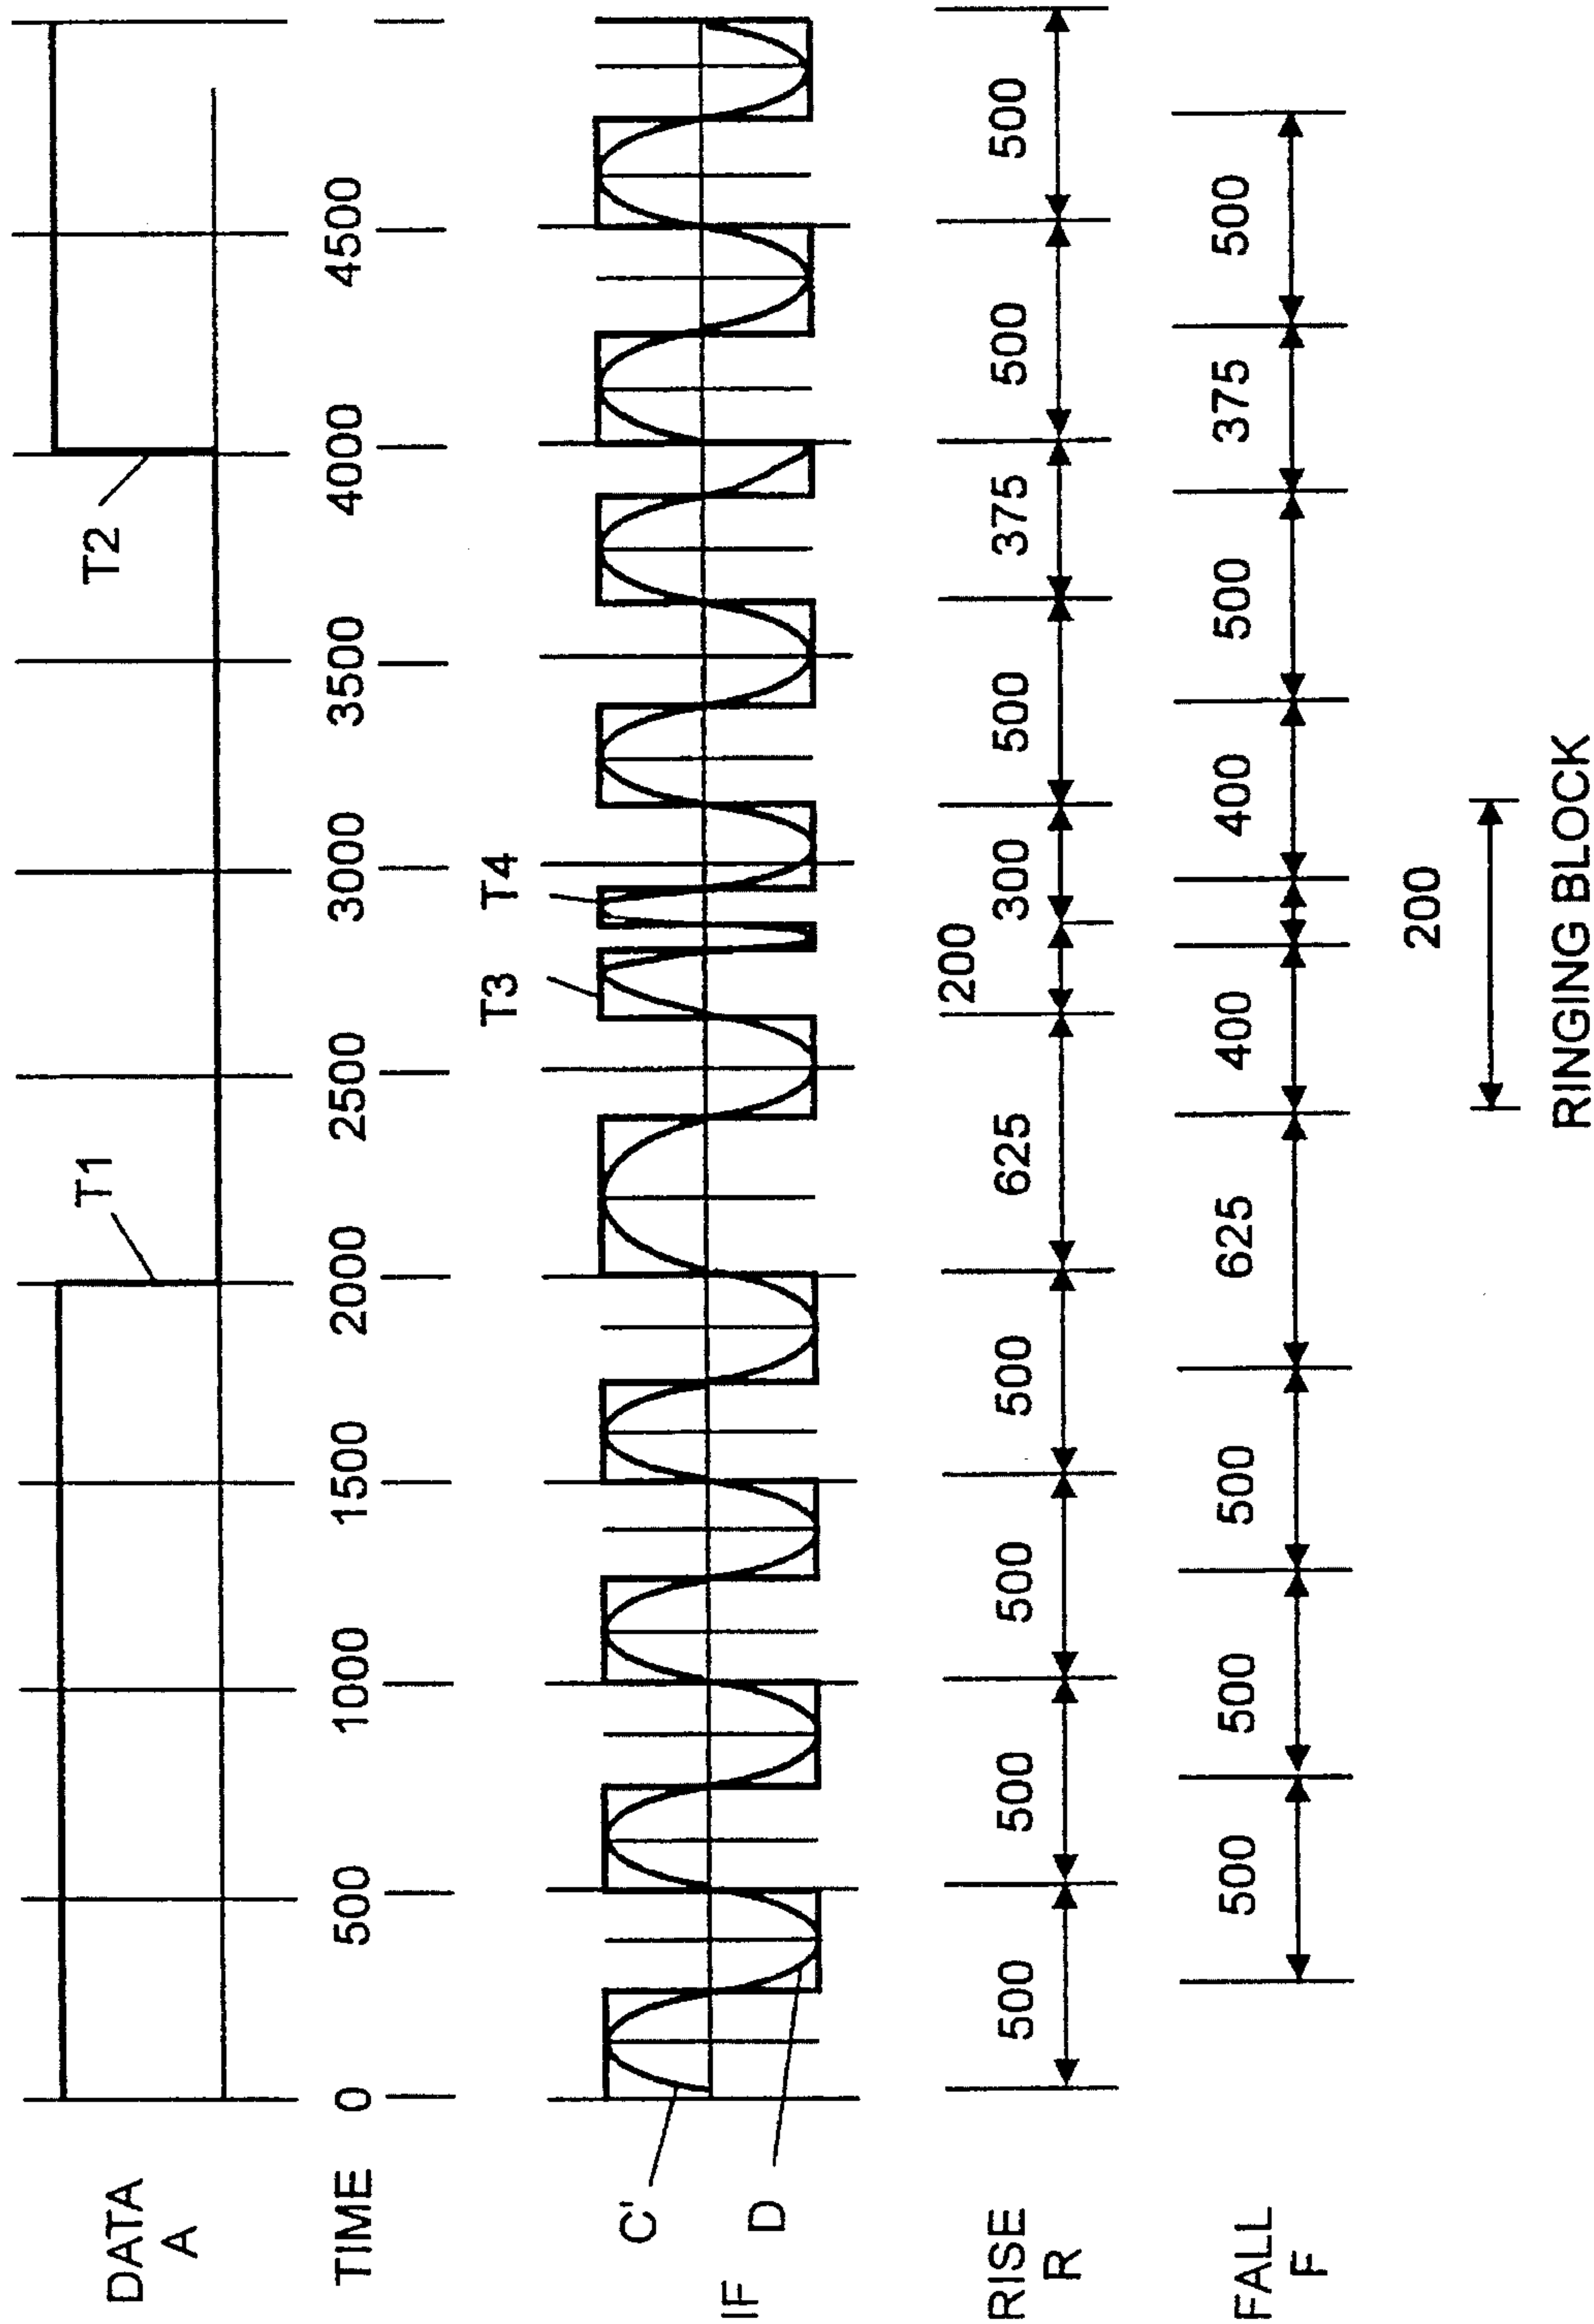 DATA
A
T1
T2
TIME
0 500 1000 1500 2000 2500 3000 3500 4000 4500
T3 T4
C'
D
IF
RISE
R
500 500 500 500 625 200 300 500 375 500 500
FALL
F
500 500 500 625 400 400 500 375 500
200
RINGING BLOCK